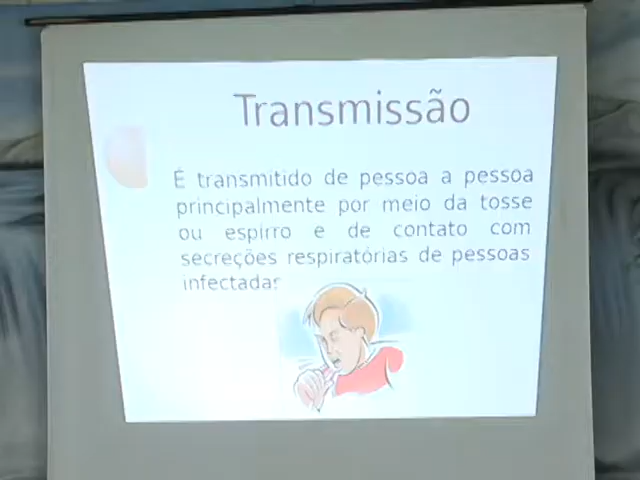 Transmissão
É transmitido de pessoa a pessoa
principalmente por meio da tosse
ou espirro e de contato com
secreções respiratórias de pessoas
infectadas